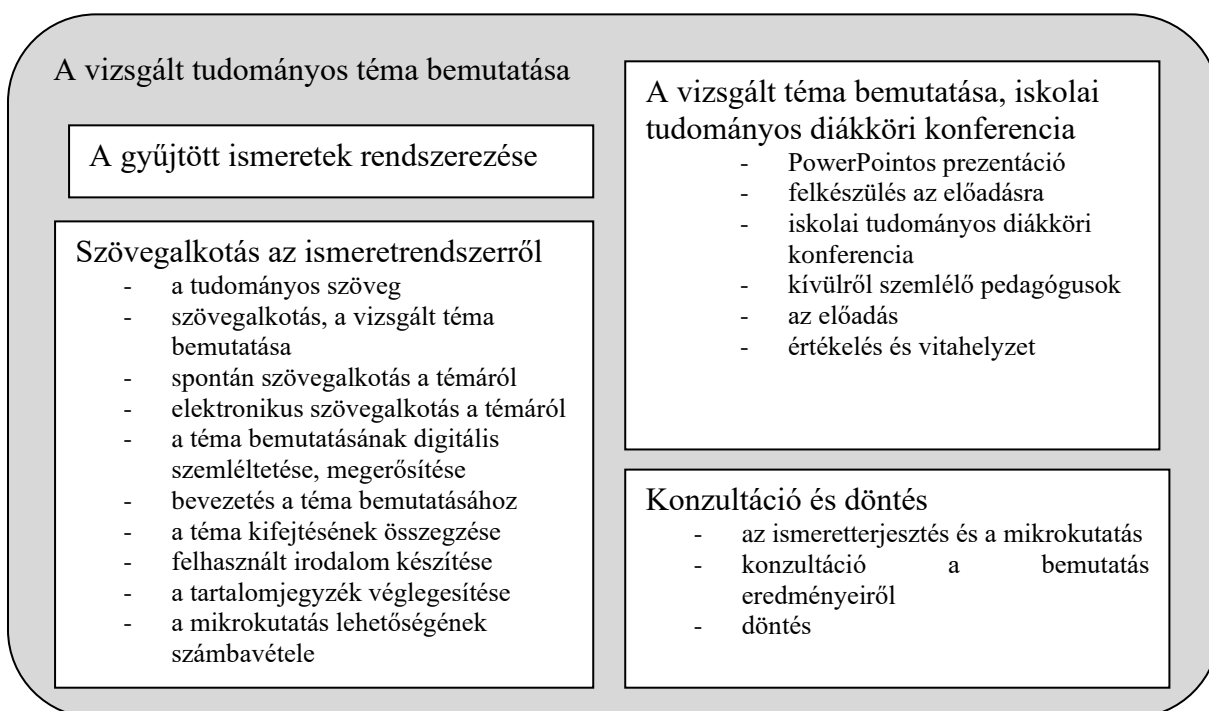 A vizsgált tudományos téma bemutatása
A gyűjtött ismeretek rendszerezése
Szövegalkotás az ismeretrendszerről
- a tudományos szöveg
- szövegalkotás, a vizsgált téma
bemutatása
- spontán szövegalkotás a témáról
- elektronikus szövegalkotás a témáról
- a téma bemutatásának digitális
szemléltetése, megerősítése
- bevezetés a téma bemutatásához
- a téma kifejtésének összegzése
- felhasznált irodalom készítése
- a tartalomjegyzék véglegesítése
- a mikrokutatás lehetőségének
számbavétele
A vizsgált téma bemutatása, iskolai
tudományos diákköri konferencia
- PowerPointos prezentáció
- felkészülés az előadásra
- iskolai tudományos diákköri
konferencia
- kívülről szemlélő pedagógusok
- az előadás
- értékelés és vitahelyzet
Konzultáció és döntés
- az ismeretterjesztés és a mikrokutatás
- konzultáció a bemutatás
eredményeiről
- döntés